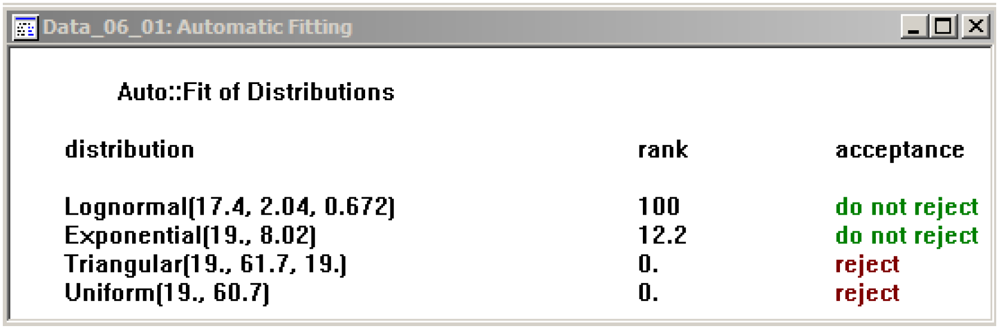 Data_06_01: Automatic Fitting
Auto::Fit of Distributions
distribution rank acceptance
Lognormal(17.4, 2.04, 0.672) 100 do not reject
Exponential(19., 8.02) 12.2 do not reject
Triangular(19., 61.7, 19.) 0. reject
Uniform(19., 60.7) 0. reject